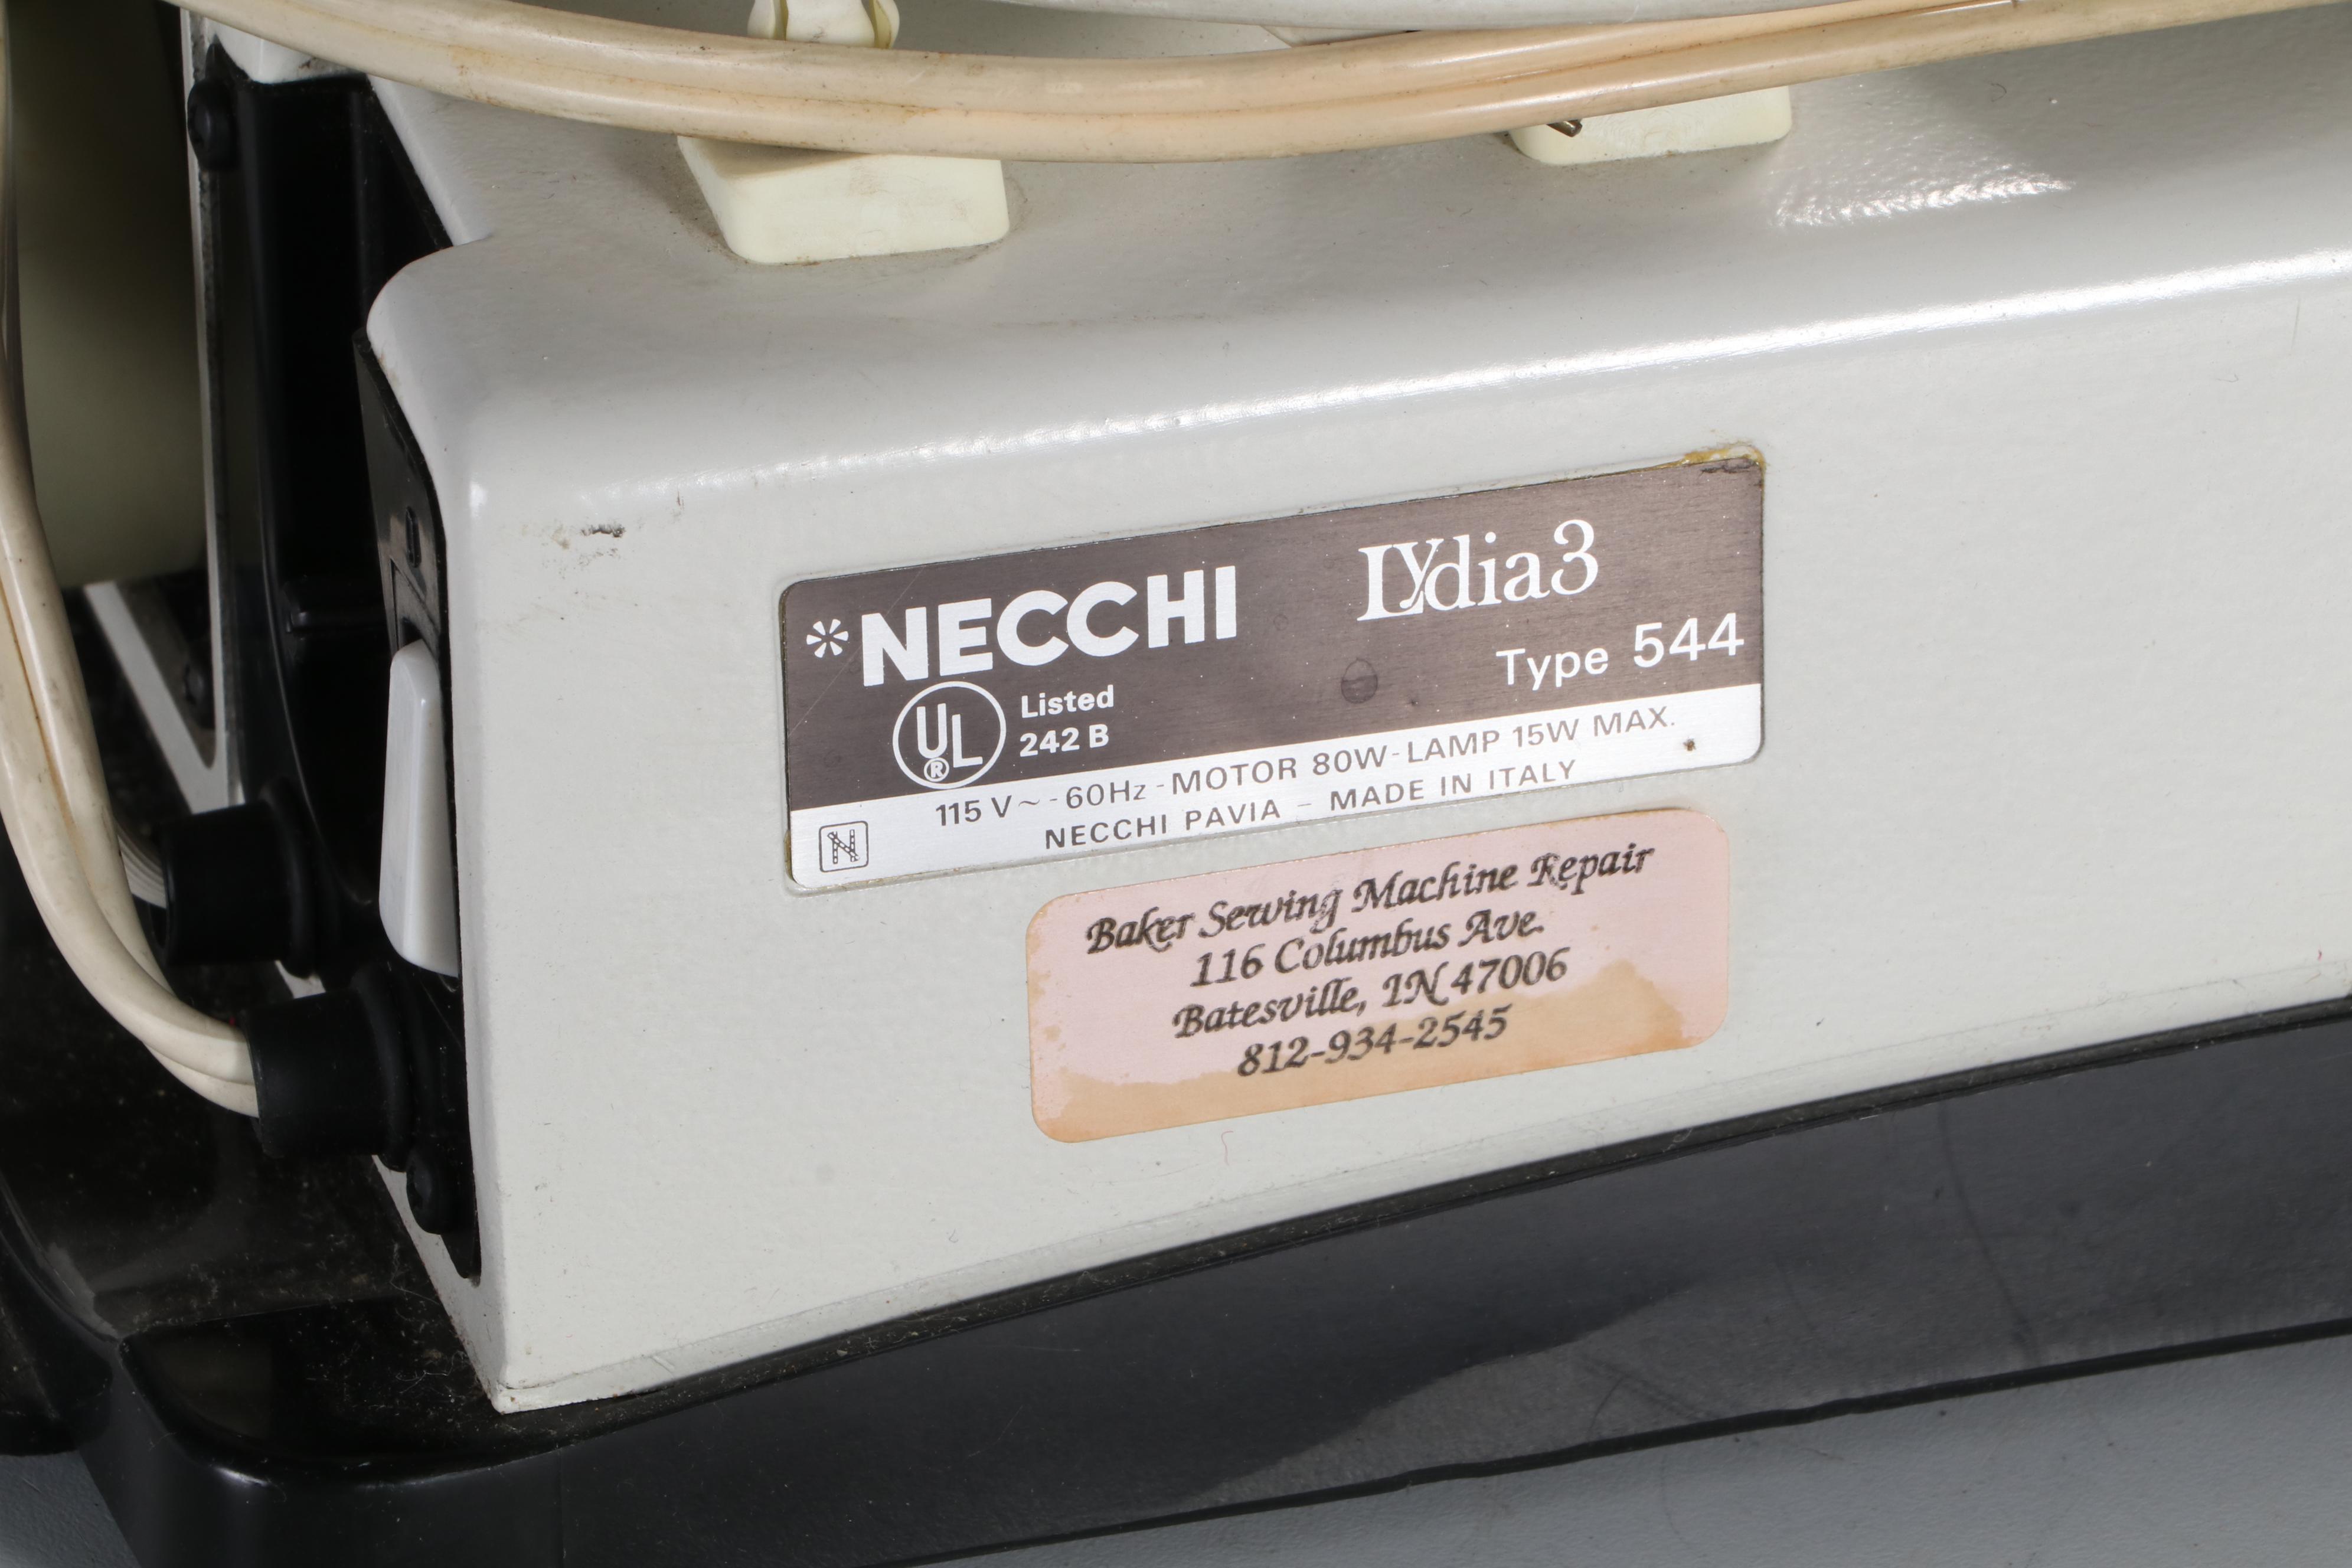 *NECCHI
Lydia3
Type 544
UL
®
Listed
242 B
115 V~ - 60Hz - MOTOR 80W - LAMP 15W MAX.
NECCHI PAVIA - MADE IN ITALY
N
Baker Sewing Machine Repair
116 Columbus Ave.
Batesville, IN 47006
812-934-2545